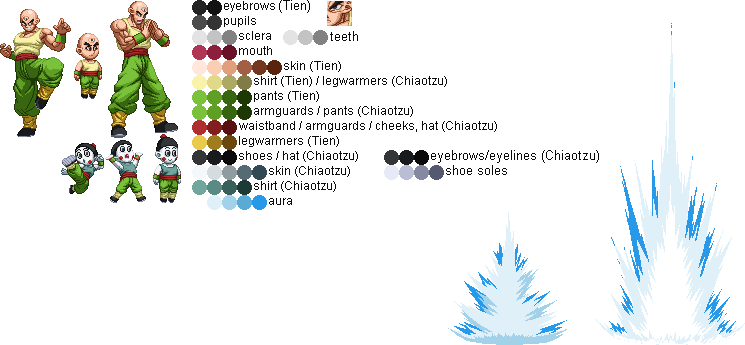 eyebrows (Tien)
pupils
sclera teeth
mouth
skin (Tien)
shirt (Tien) / legwarmers (Chiaotzu)
pants (Tien)
armguards / pants (Chiaotzu)
waistband / armguards / cheeks, hat (Chiaotzu)
legwarmers (Tien)
shoes / hat (Chiaotzu) eyebrows/eyelines (Chiaotzu)
skin (Chiaotzu) shoe soles
shirt (Chiaotzu)
aura